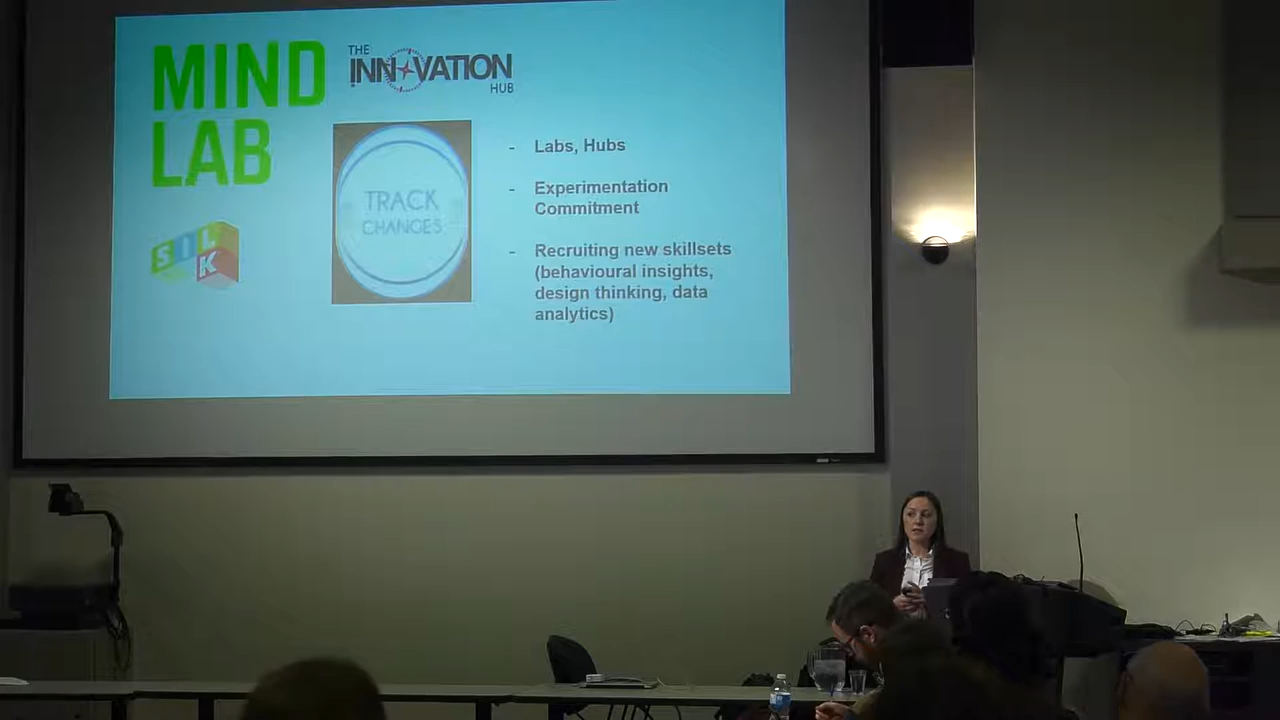 MIND
LAB
THE
INNOVATION
HUB
TRACK
CHANGES
SILK
- Labs, Hubs
- Experimentation
Commitment
- Recruiting new skillsets
(behavioural insights,
design thinking, data
analytics)